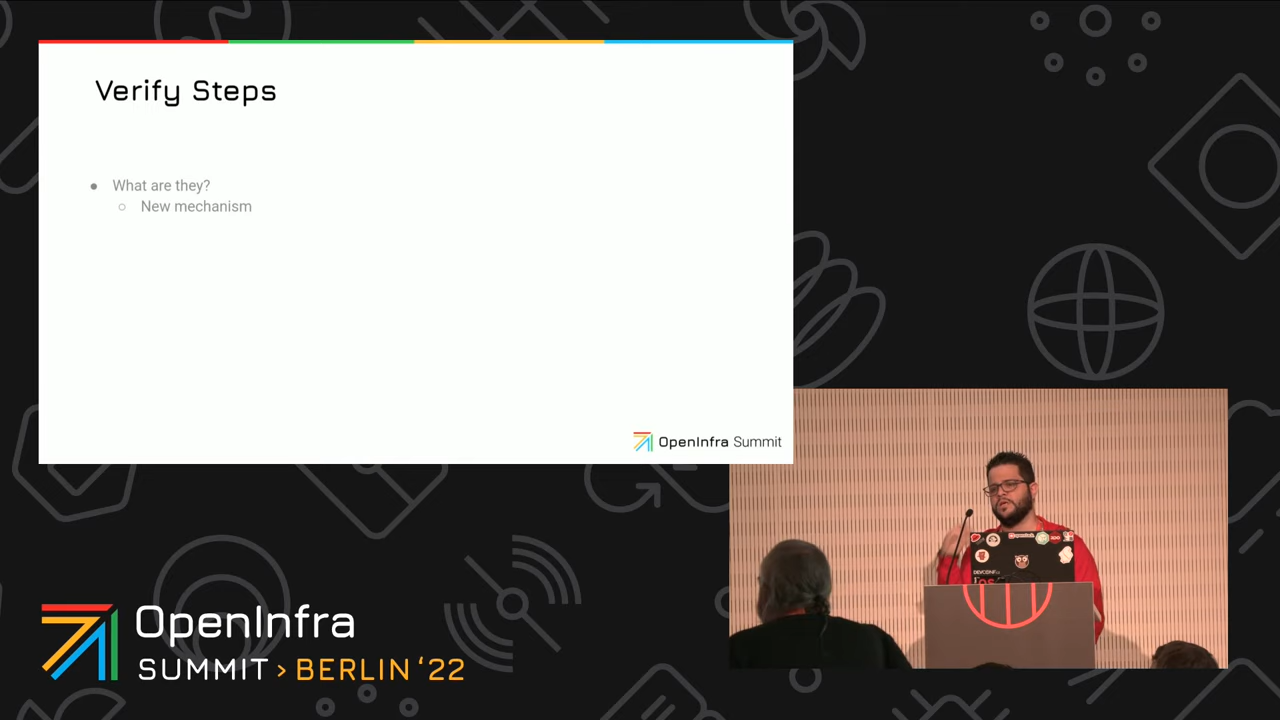 Verify Steps
● What are they?
○ New mechanism
OpenInfra Summit
OpenInfra
SUMMIT > BERLIN ‘22